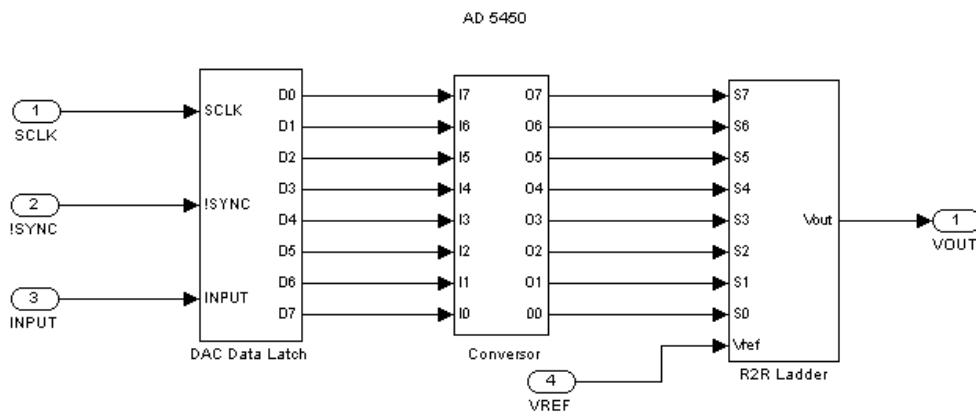 AD 5450
1
SCLK
2
!SYNC
3
INPUT
SCLK
!SYNC
INPUT
D0
D1
D2
D3
D4
D5
D6
D7
DAC Data Latch
I7
I6
I5
I4
I3
I2
I1
I0
O7
O6
O5
O4
O3
O2
O1
O0
Conversor
4
VREF
S7
S6
S5
S4
S3
S2
S1
S0
Vref
Vout
R2R Ladder
1
VOUT